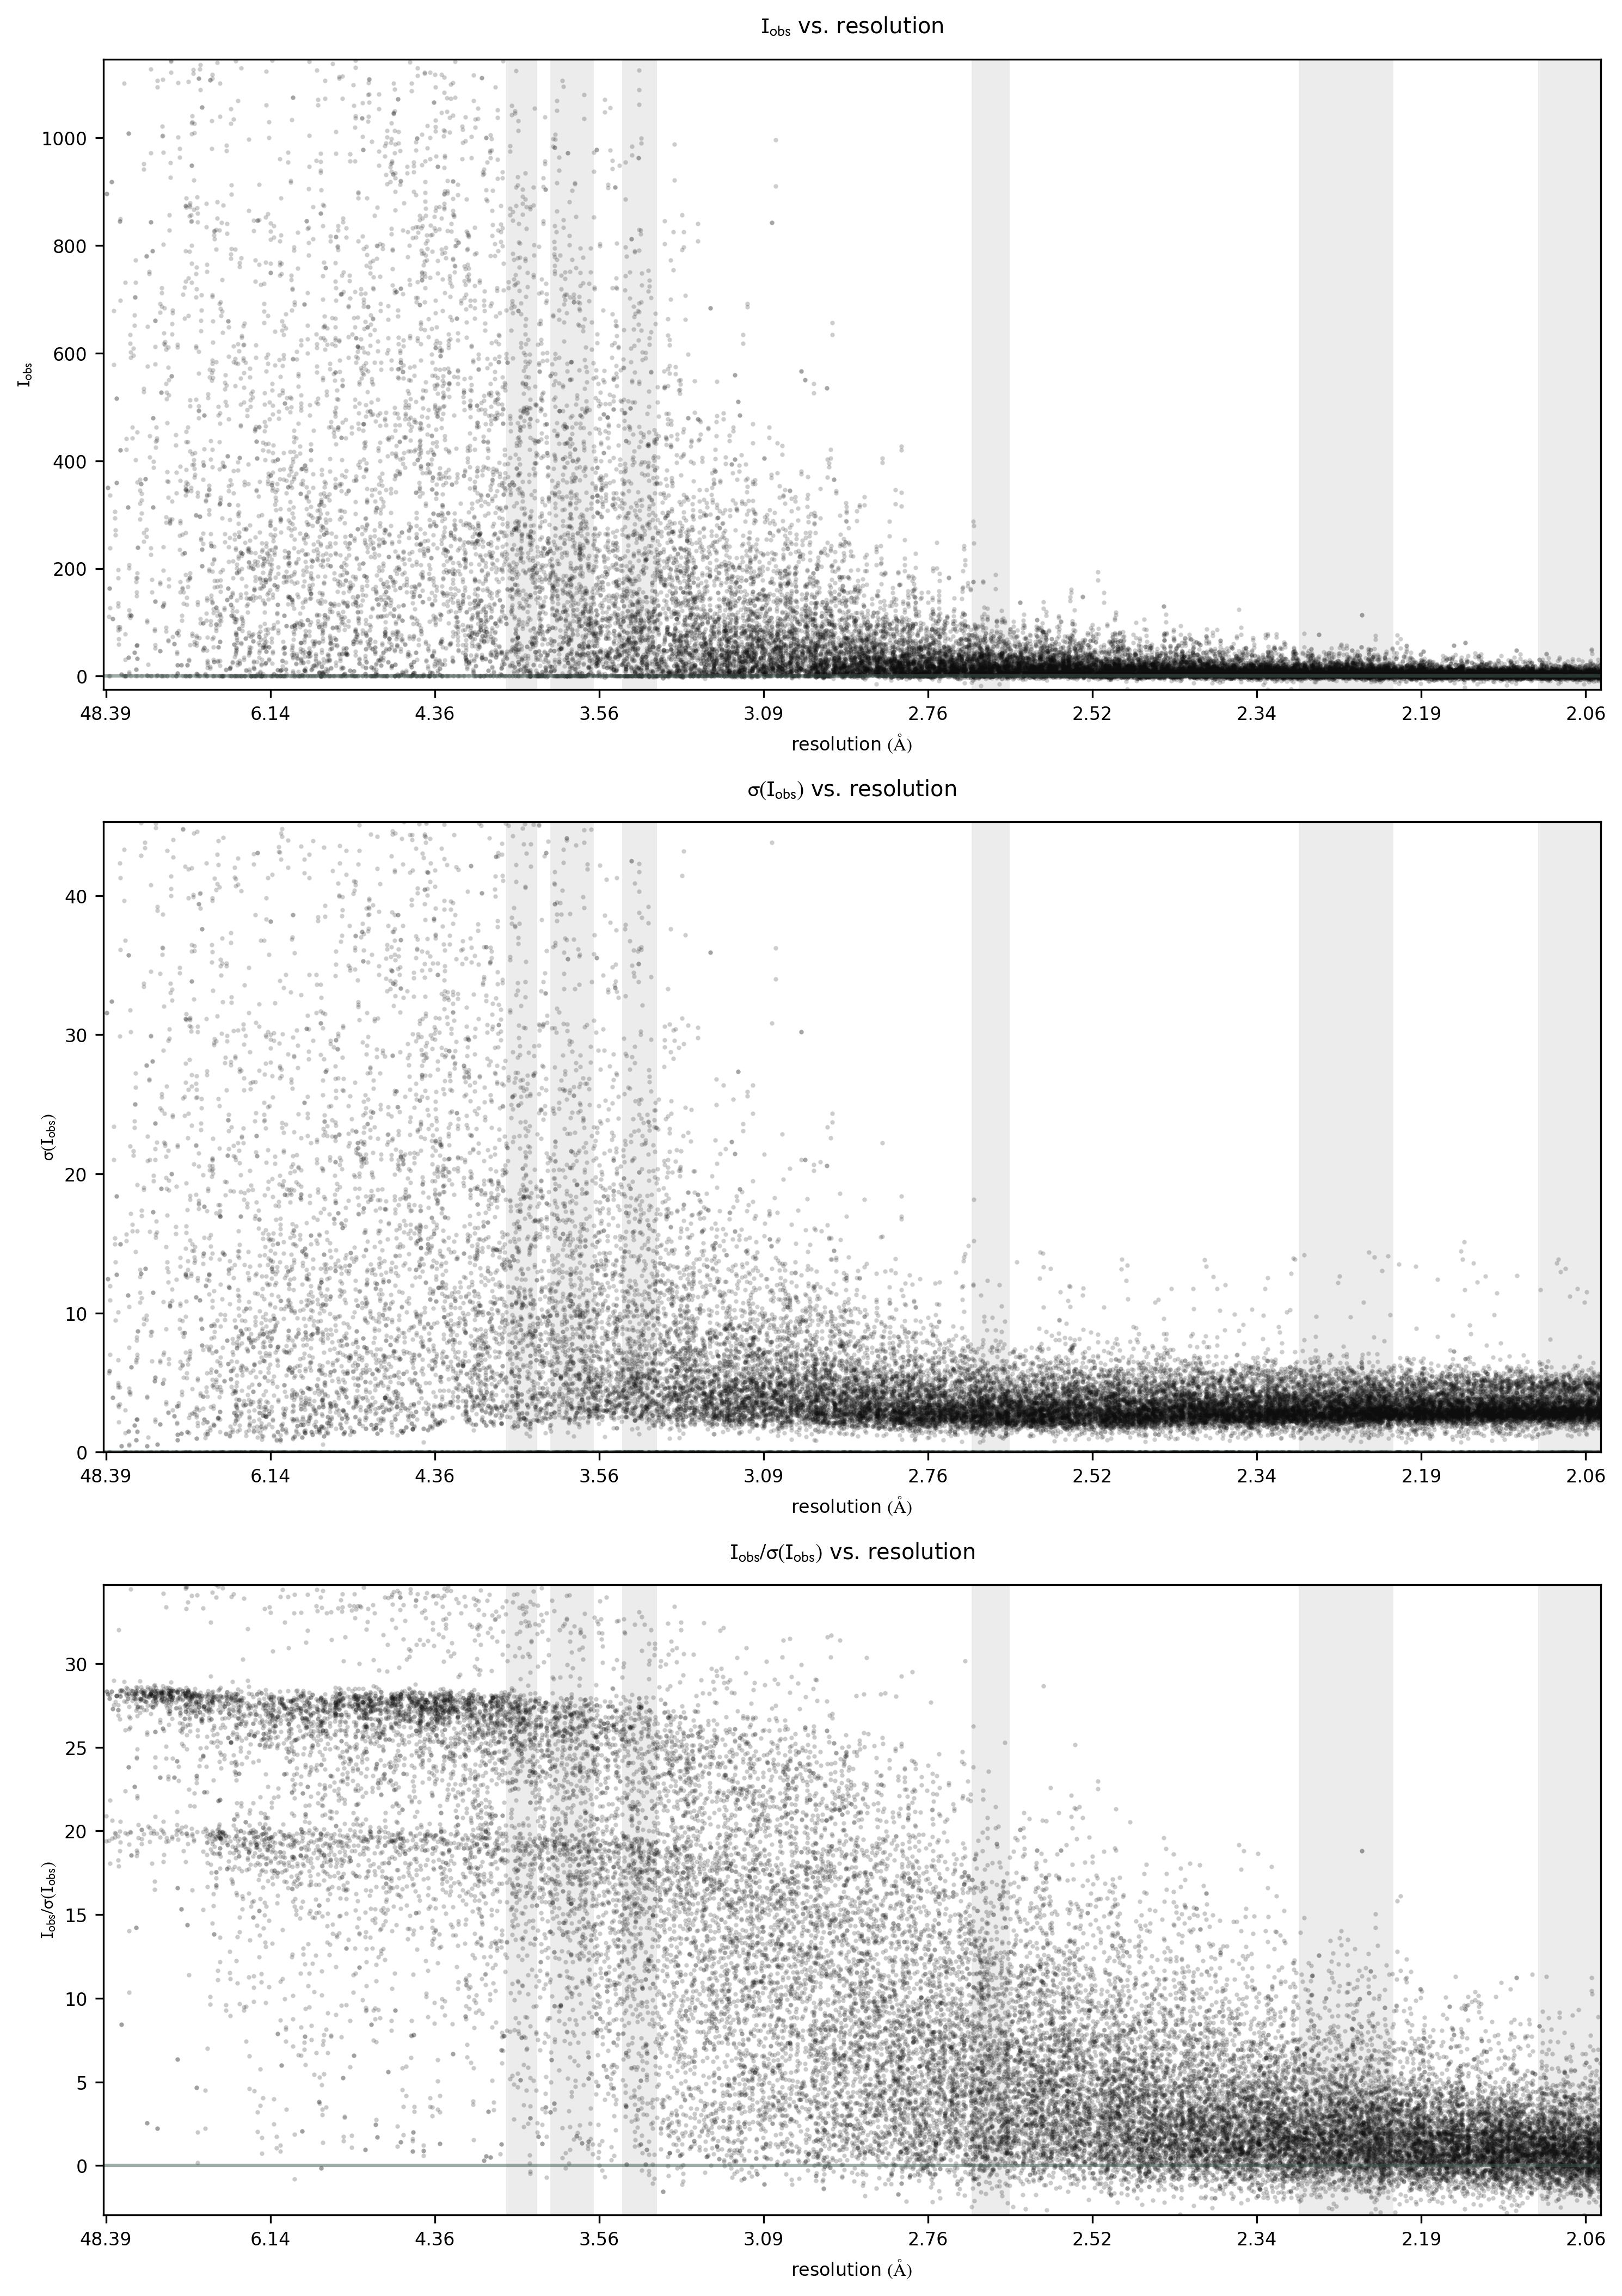 Iobs vs. resolution
1000
800
600
400
200
0
Iobs
48.39 6.14 4.36 3.56 3.09 2.76 2.52 2.34 2.19 2.06
resolution (Å)
σ(Iobs) vs. resolution
40
30
20
10
0
σ(Iobs)
48.39 6.14 4.36 3.56 3.09 2.76 2.52 2.34 2.19 2.06
resolution (Å)
Iobs/σ(Iobs) vs. resolution
30
25
20
15
10
5
0
Iobs/σ(Iobs)
48.39 6.14 4.36 3.56 3.09 2.76 2.52 2.34 2.19 2.06
resolution (Å)